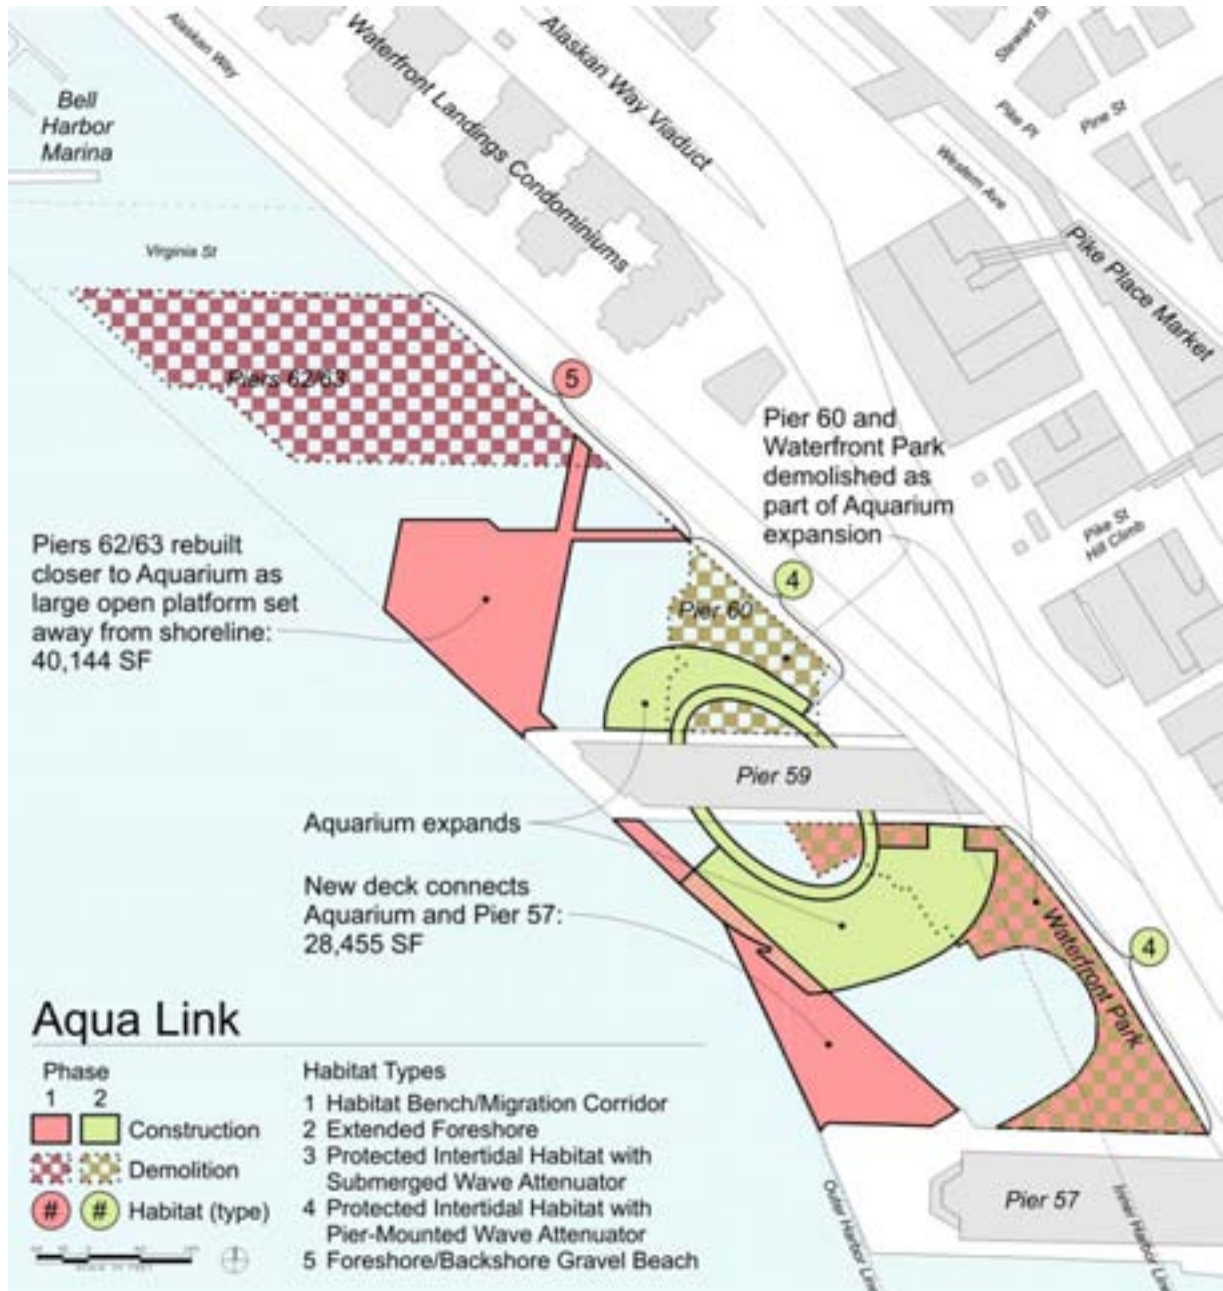 Alaskan Way
Waterfront Landings Condominiums
Alaskan Way Viaduct
Stewart St
Pike Pl
Pine St
Western Ave
Pike Place Market
Bell
Harbor
Marina
Virginia St
Piers 62/63
5
Pier 60 and
Waterfront Park
demolished as
part of Aquarium
expansion
Pike St
Hill Climb
Piers 62/63 rebuilt
closer to Aquarium as
large open platform set
away from shoreline:
40,144 SF
4
Pier 60
Pier 59
Aquarium expands
New deck connects
Aquarium and Pier 57:
28,455 SF
Waterfront Park
4
Aqua Link
Phase
1 2
Construction
Demolition
# # Habitat (type)
Habitat Types
1 Habitat Bench/Migration Corridor
2 Extended Foreshore
3 Protected Intertidal Habitat with
Submerged Wave Attenuator
4 Protected Intertidal Habitat with
Pier-Mounted Wave Attenuator
5 Foreshore/Backshore Gravel Beach
Pier 57
Outer Harbor Line
Inner Harbor Line